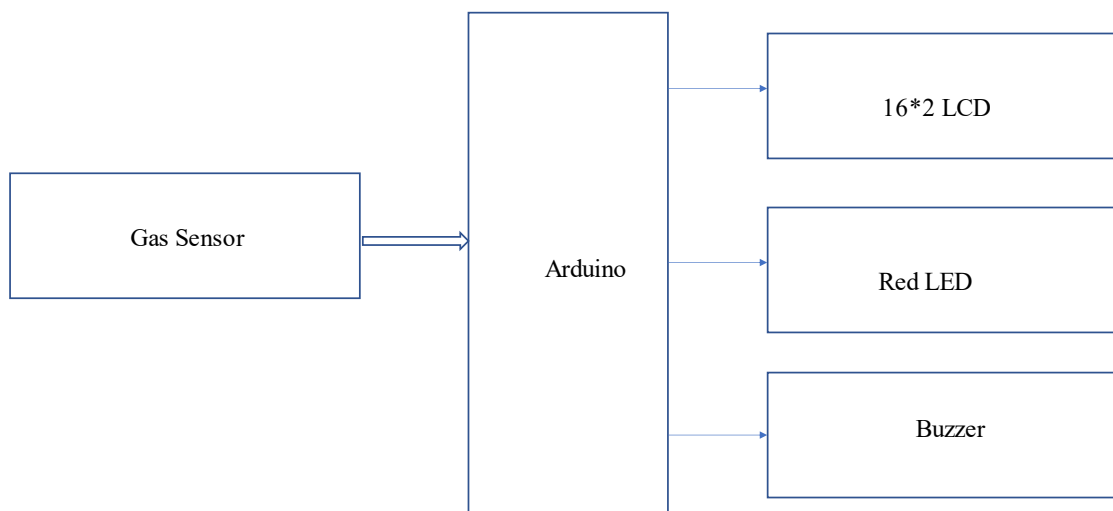 Gas Sensor
Arduino
16*2 LCD
Red LED
Buzzer